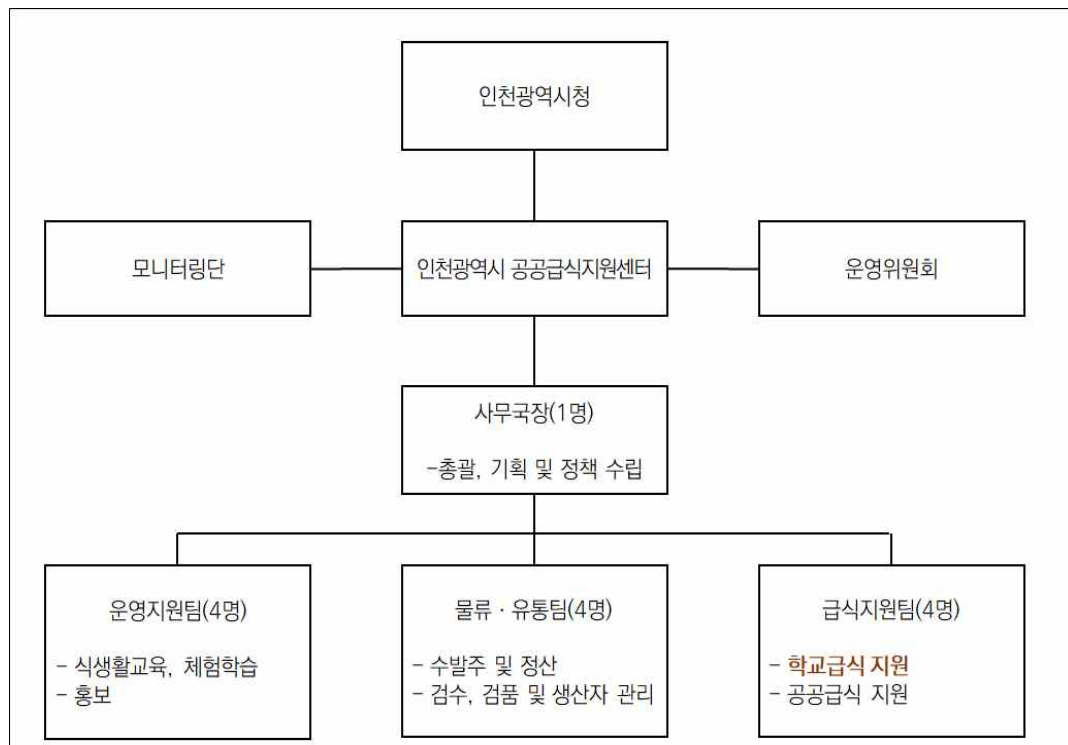 인천광역시청
모니터링단
인천광역시 공공급식지원센터
운영위원회
사무국장(1명)
-총괄, 기획 및 정책 수립
운영지원팀(4명)
- 식생활교육, 체험학습
- 홍보
물류 · 유통팀(4명)
- 수발주 및 정산
- 검수, 검품 및 생산자 관리
급식지원팀(4명)
- 학교급식 지원
- 공공급식 지원